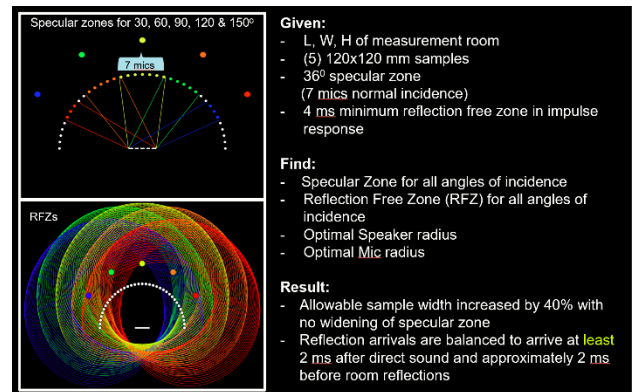 Specular zones for 30, 60, 90, 120 & 150º
7 mics
RFZs
Given:
- L, W, H of measurement room
- (5) 120x120 mm samples
- 36⁰ specular zone
(7 mics normal incidence)
- 4 ms minimum reflection free zone in impulse
response
Find:
- Specular Zone for all angles of incidence
- Reflection Free Zone (RFZ) for all angles of
incidence
- Optimal Speaker radius
- Optimal Mic radius
Result:
- Allowable sample width increased by 40% with
no widening of specular zone
- Reflection arrivals are balanced to arrive at least
2 ms after direct sound and approximately 2 ms
before room reflections